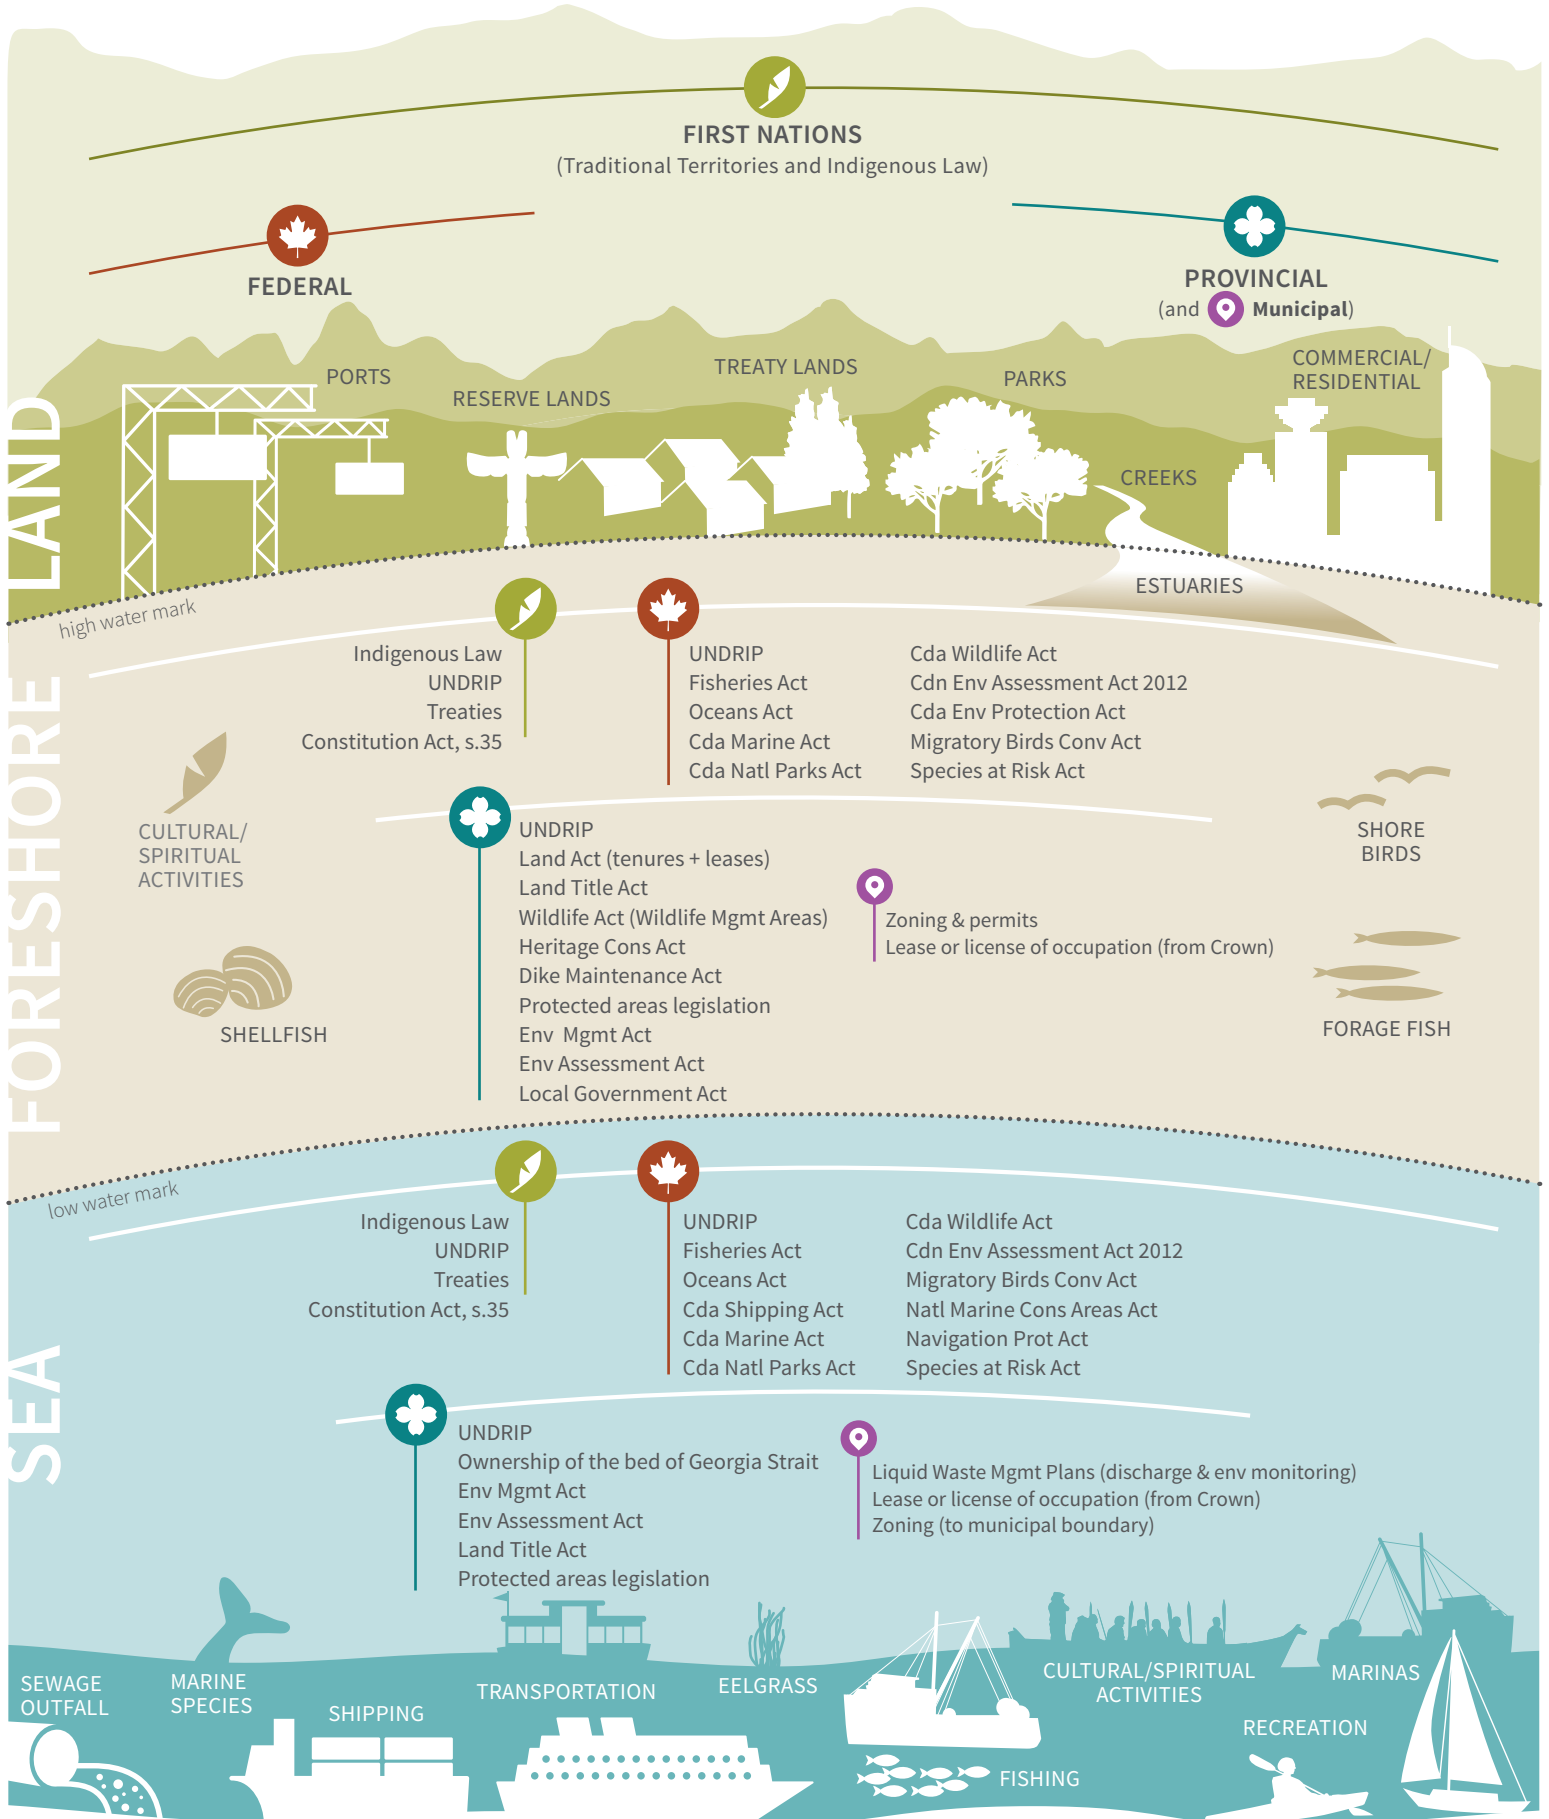 FIRST NATIONS
(Traditional Territories and Indigenous Law)
FEDERAL
PROVINCIAL
(and Municipal)
LAND
PORTS
RESERVE LANDS
TREATY LANDS
PARKS
COMMERCIAL/
RESIDENTIAL
CREEKS
ESTUARIES
high water mark
FORESHORE
Indigenous Law
UNDRIP
Treaties
Constitution Act, s.35
UNDRIP
Fisheries Act
Oceans Act
Cda Marine Act
Cda Natl Parks Act
Cda Wildlife Act
Cdn Env Assessment Act 2012
Cda Env Protection Act
Migratory Birds Conv Act
Species at Risk Act
CULTURAL/
SPIRITUAL
ACTIVITIES
SHELLFISH
UNDRIP
Land Act (tenures + leases)
Land Title Act
Wildlife Act (Wildlife Mgmt Areas)
Heritage Cons Act
Dike Maintenance Act
Protected areas legislation
Env Mgmt Act
Env Assessment Act
Local Government Act
Zoning & permits
Lease or license of occupation (from Crown)
SHORE
BIRDS
FORAGE FISH
low water mark
SEA
Indigenous Law
UNDRIP
Treaties
Constitution Act, s.35
UNDRIP
Fisheries Act
Oceans Act
Cda Shipping Act
Cda Marine Act
Cda Natl Parks Act
Cda Wildlife Act
Cdn Env Assessment Act 2012
Migratory Birds Conv Act
Natl Marine Cons Areas Act
Navigation Prot Act
Species at Risk Act
UNDRIP
Ownership of the bed of Georgia Strait
Env Mgmt Act
Env Assessment Act
Land Title Act
Protected areas legislation
Liquid Waste Mgmt Plans (discharge & env monitoring)
Lease or license of occupation (from Crown)
Zoning (to municipal boundary)
SEWAGE
OUTFALL
MARINE
SPECIES
SHIPPING
TRANSPORTATION
EELGRASS
FISHING
CULTURAL/SPIRITUAL
ACTIVITIES
MARINAS
RECREATION